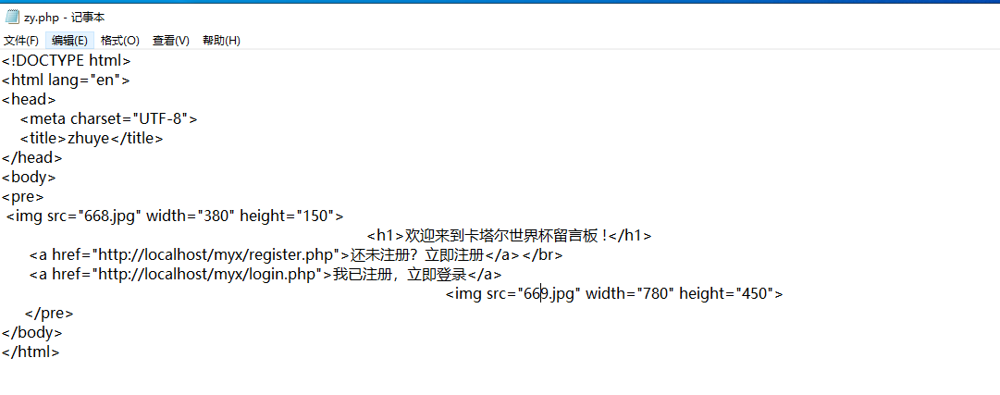 zy.php - 记事本
文件(F) 编辑(E) 格式(O) 查看(V) 帮助(H)
<!DOCTYPE html>
<html lang="en">
<head>
    <meta charset="UTF-8">
    <title>zhuye</title>
</head>
<body>
<pre>
 <img src="668.jpg" width="380" height="150">
<h1>欢迎来到卡塔尔世界杯留言板 !</h1>
<a href="http://localhost/myx/register.php">还未注册？立即注册</a></br>
<a href="http://localhost/myx/login.php">我已注册，立即登录</a>
<img src="669.jpg" width="780" height="450">
</pre>
</body>
</html>